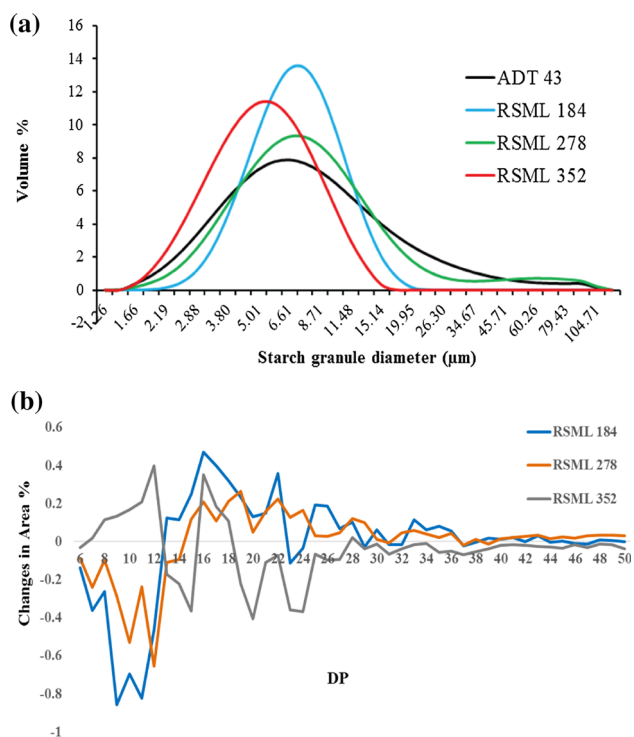 (a)
16
14
12
10
8
6
4
2
0
-2
Volume %
ADT 43
RSML 184
RSML 278
RSML 352
1.26 1.66 2.19 2.88 3.80 5.01 6.61 8.71 11.48 15.14 19.95 26.30 34.67 45.71 60.26 79.43 104.71
Starch granule diameter (µm)
(b)
0.6
0.4
0.2
0
-0.2
-0.4
-0.6
-0.8
-1
Changes in Area %
RSML 184
RSML 278
RSML 352
6 8 10 12 14 16 18 20 22 24 26 28 30 32 34 36 38 40 42 44 46 48 50
DP